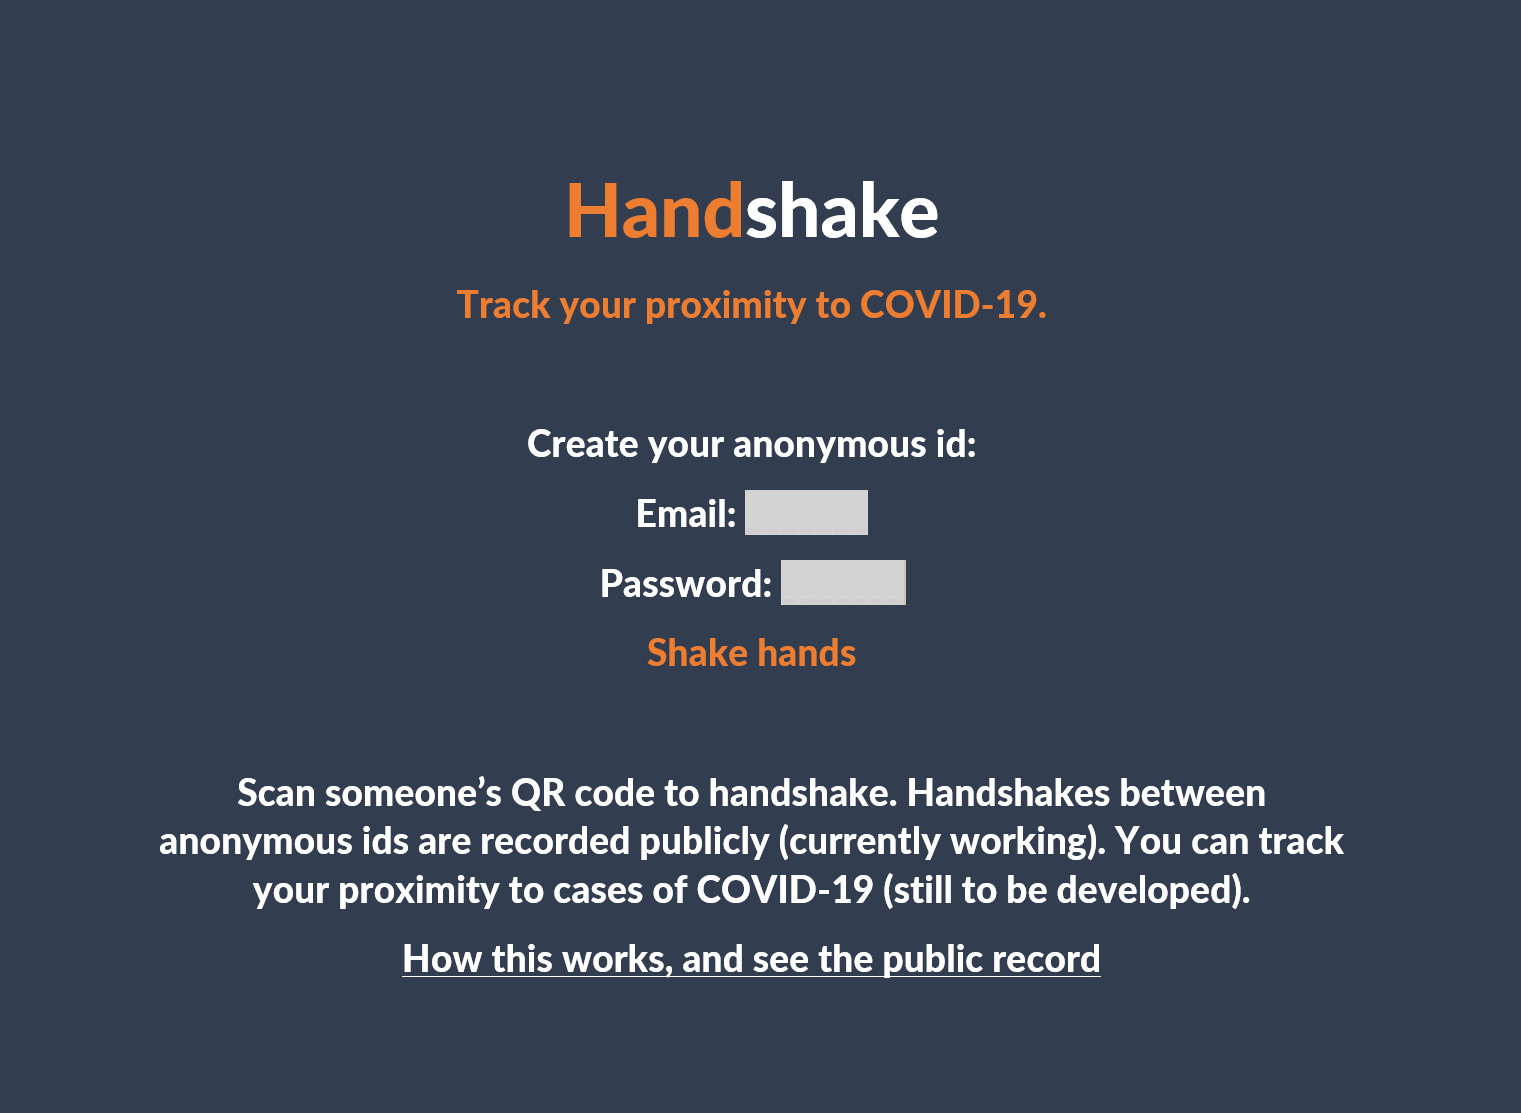 Handshake
Track your proximity to COVID-19.
Create your anonymous id:
Email:
Password:
Shake hands
Scan someone’s QR code to handshake. Handshakes between
anonymous ids are recorded publicly (currently working). You can track
your proximity to cases of COVID-19 (still to be developed).
How this works, and see the public record